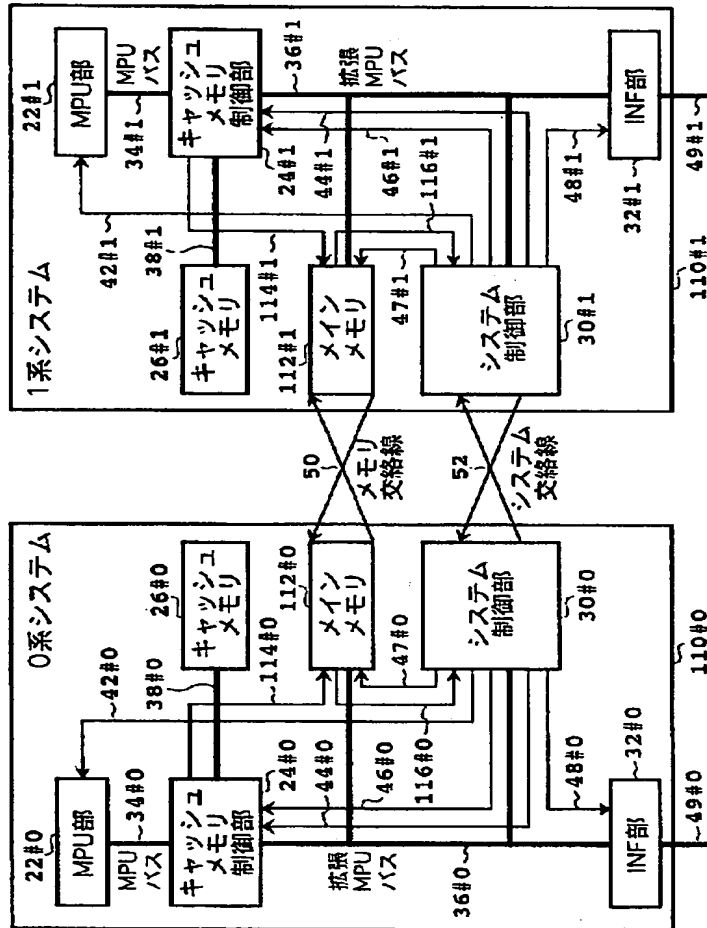 0系システム
22#0
MPU部
42#0
34#0
MPU
バス
38#0
26#0
キャッシュ
メモリ
制御部
キャッシュ
メモリ
24#0
114#0
44#0
112#0
メイン
メモリ
拡張
MPU
バス
46#0
47#0
116#0
システム
制御部
30#0
36#0
48#0
32#0
INF部
49#0
110#0
50
メモリ
交絡線
52
システム
交絡線
1系システム
22#1
MPU部
42#1
MPU
バス
34#1
26#1
38#1
キャッシュ
メモリ
キャッシュ
メモリ
制御部
24#1
114#1
36#1
112#1
メイン
メモリ
拡張
MPU
バス
44#1
46#1
116#1
47#1
システム
制御部
30#1
48#1
INF部
32#1
49#1
110#1